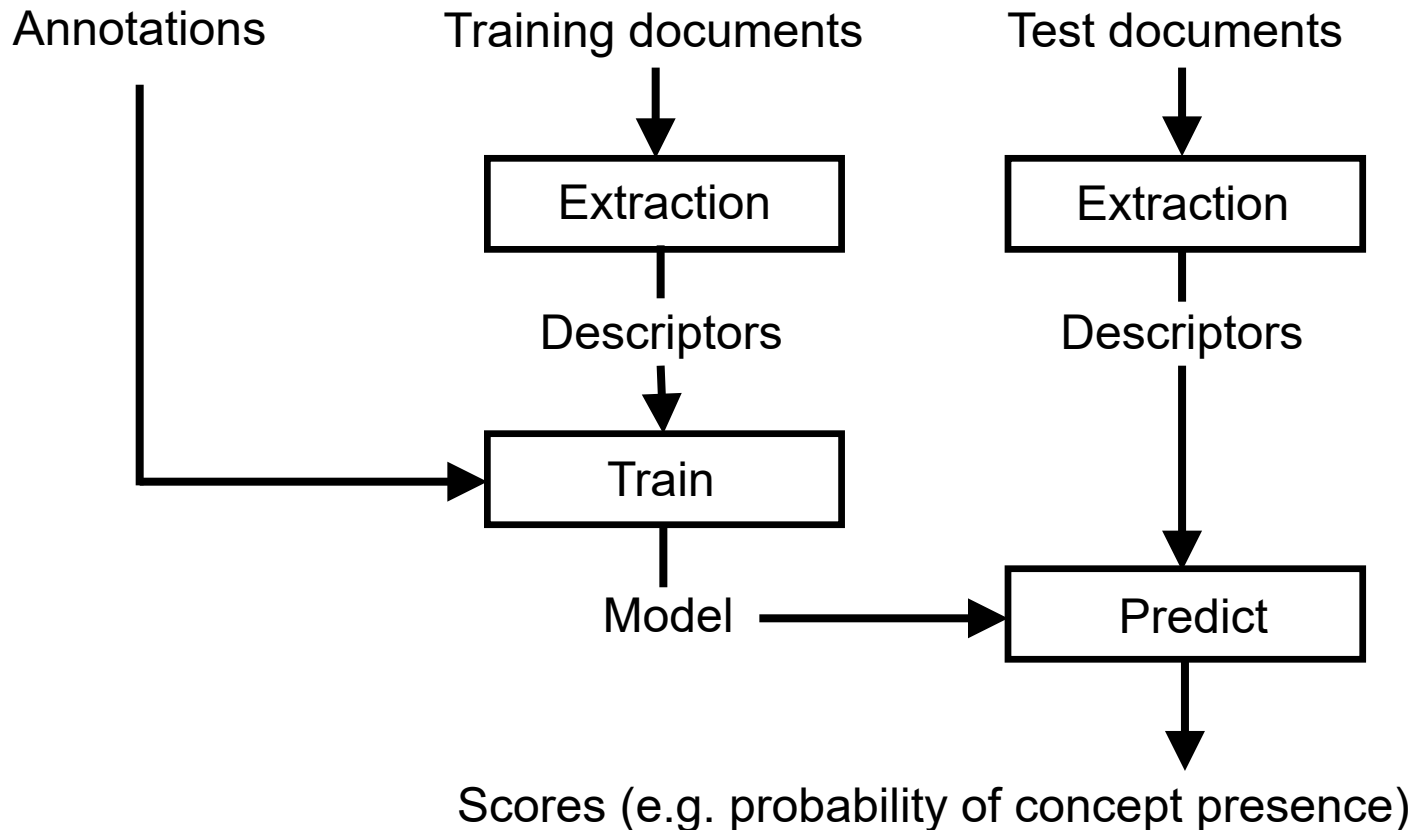 Annotations
Training documents
Test documents
Extraction
Extraction
Descriptors
Descriptors
Train
Model
Predict
Scores (e.g. probability of concept presence)